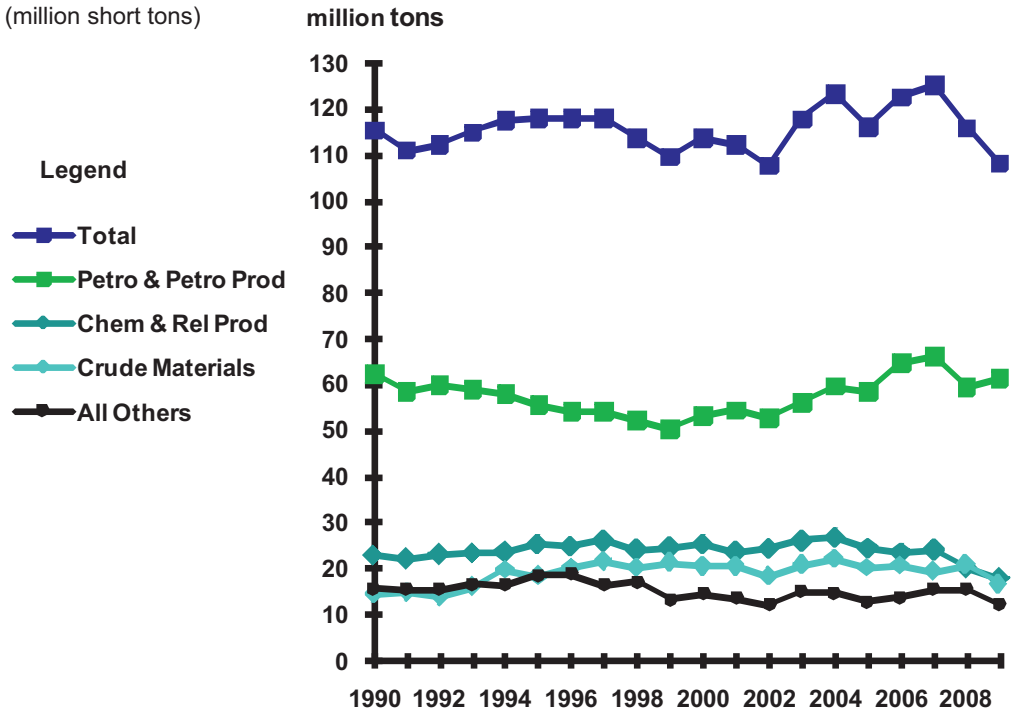 (million short tons)
million tons
130
120
110
100
90
80
70
60
50
40
30
20
10
0
1990 1992 1994 1996 1998 2000 2002 2004 2006 2008
Legend
Total
Petro & Petro Prod
Chem & Rel Prod
Crude Materials
All Others